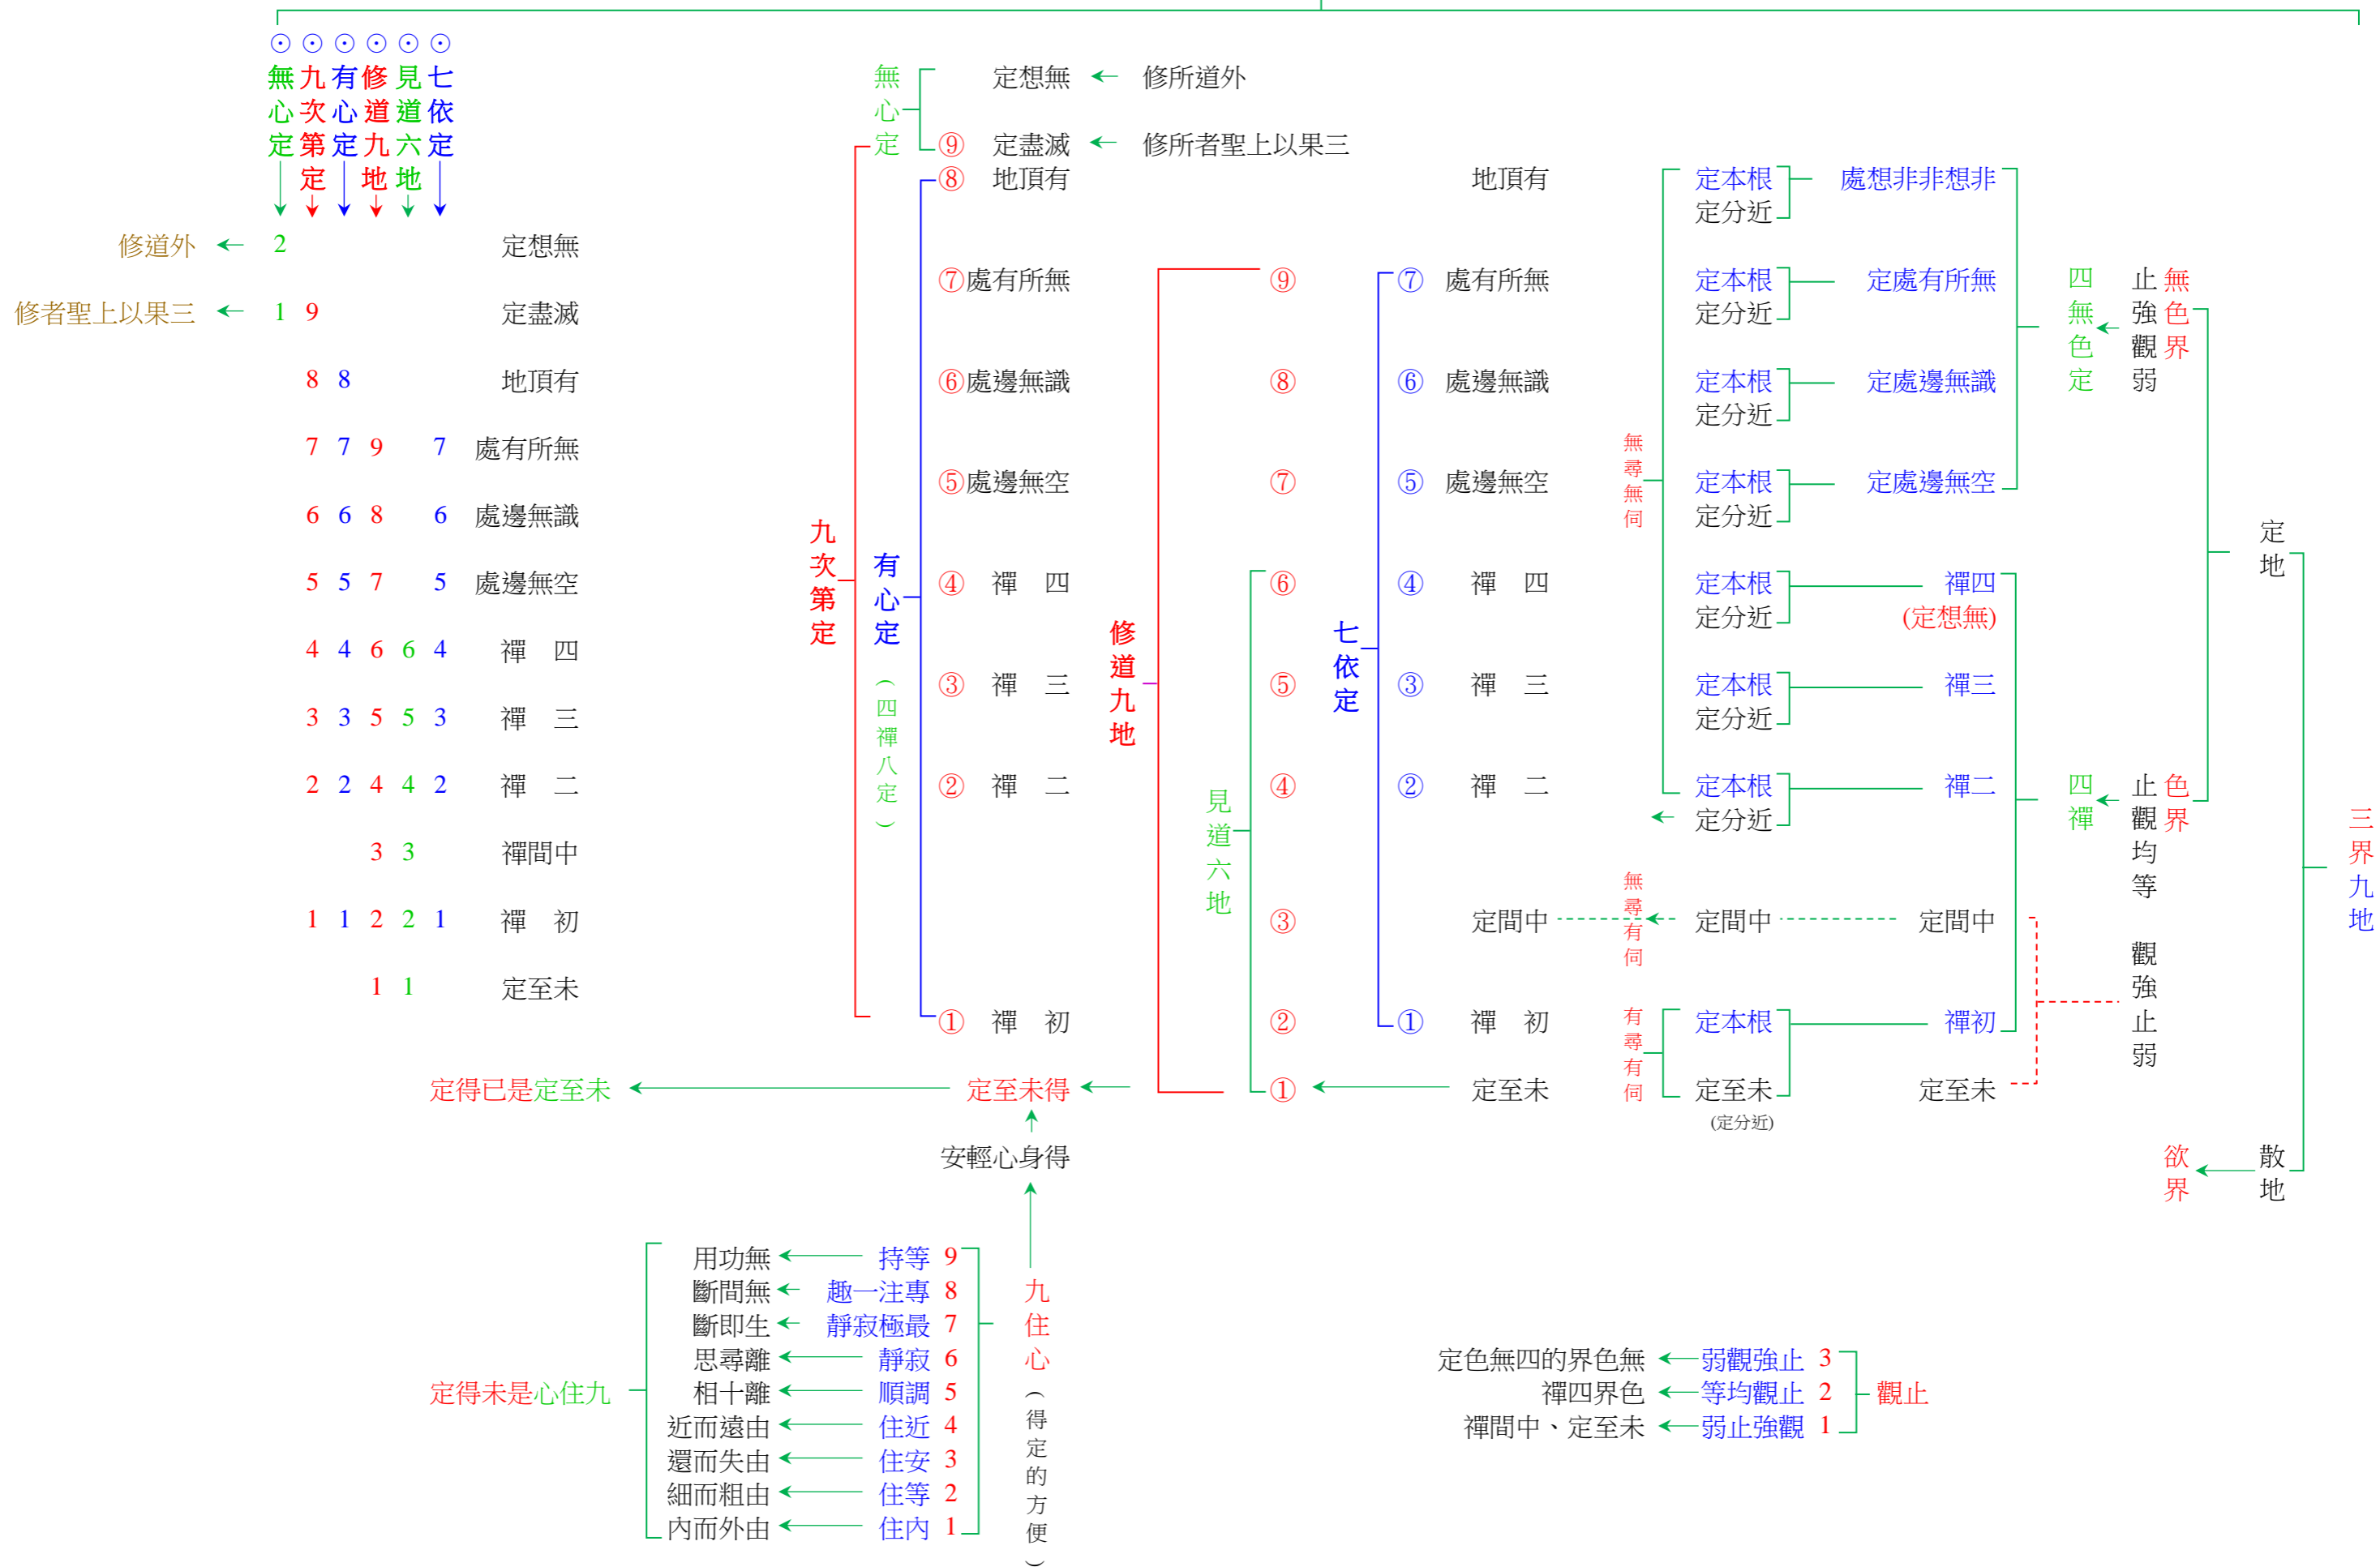 三界九地
定地
散地
欲界
無色界
止強觀弱
四無色定
色界
止觀均等
四禪
觀強止弱
非想非非想處
無所有處定
識無邊處定
空無邊處定
四禪
(無想定)
三禪
二禪
中間定
初禪
未至定
根本定
近分定
根本定
近分定
根本定
近分定
根本定
近分定
根本定
近分定
根本定
近分定
根本定
近分定
中間定
根本定
未至定
(近分定)
無尋無伺
無尋有伺
有尋有伺
有頂地
無所有處 ⑦
識無邊處 ⑥
空無邊處 ⑤
四 禪 ④
三 禪 ③
二 禪 ②
中間定
初 禪 ①
未至定
七依定
⑨
⑧
⑦
⑥
⑤
④
③
②
①
見道六地
修道九地
外道所修
無想定
三果以上聖者所修
滅盡定 ⑨
有頂地 ⑧
無所有處 ⑦
識無邊處 ⑥
空無邊處 ⑤
四 禪 ④
三 禪 ③
二 禪 ②
初 禪 ①
無心定
有心定
(四禪八定)
九次第定
得未至定
未至定是已得定
得身心輕安
⊙七依定
⊙見道六地
⊙修道九地
⊙有心定
⊙九次第定
⊙無心定
無想定 2 外道修
滅盡定 9 1 三果以上聖者修
有頂地 8 8
無所有處 7 9 7 7
識無邊處 6 8 6 6
空無邊處 5 7 5 5
四 禪 4 6 6 4 4
三 禪 3 5 5 3 3
二 禪 2 4 4 2 2
中間禪 3 3
初 禪 1 2 2 1 1
未至定 1 1
九住心(得定的方便)
9 等持 無功用
8 專注一趣 無間斷
7 最極寂靜 生即斷
6 寂靜 離尋思
5 調順 離十相
4 近住 由遠而近
3 安住 由失而還
2 等住 由粗而細
1 內住 由外而內
九住心是未得定
止觀
3 止強觀弱 無色界的四無色定
2 止觀均等 色界四禪
1 觀強止弱 未至定、中間禪